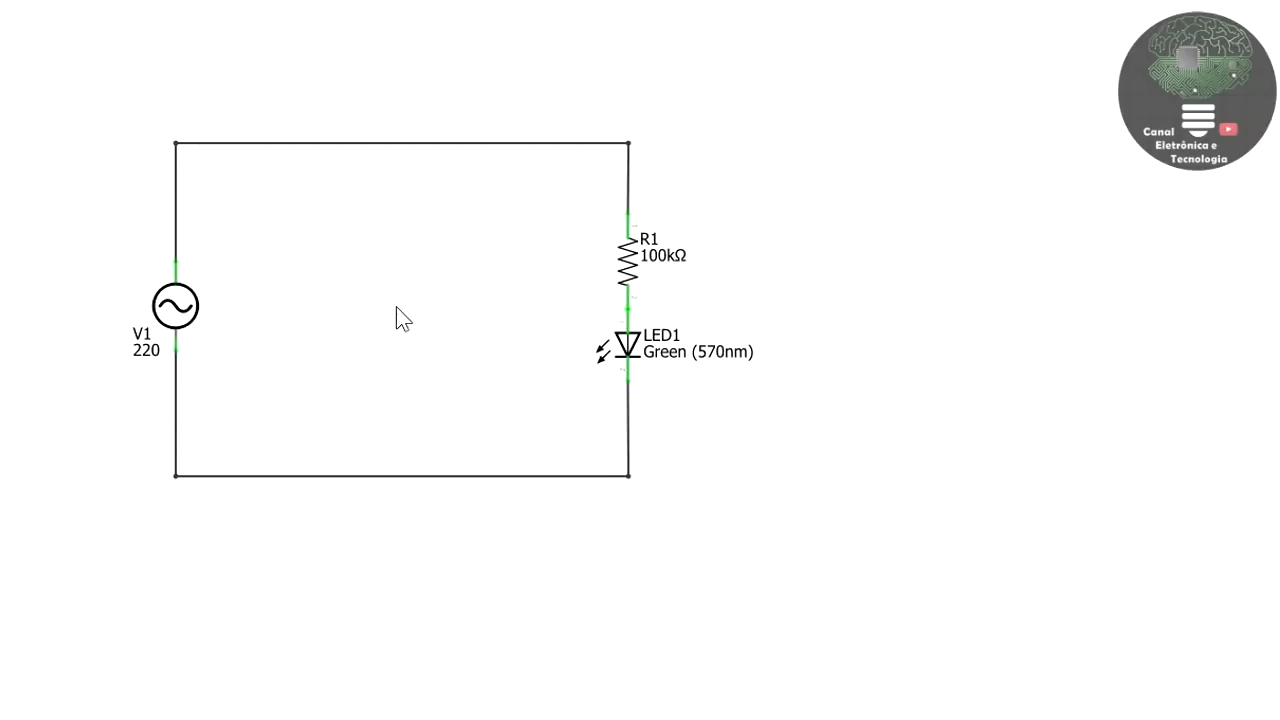 Canal
Eletrônica e
Tecnologia
R1
100kΩ
V1
220
LED1
Green (570nm)